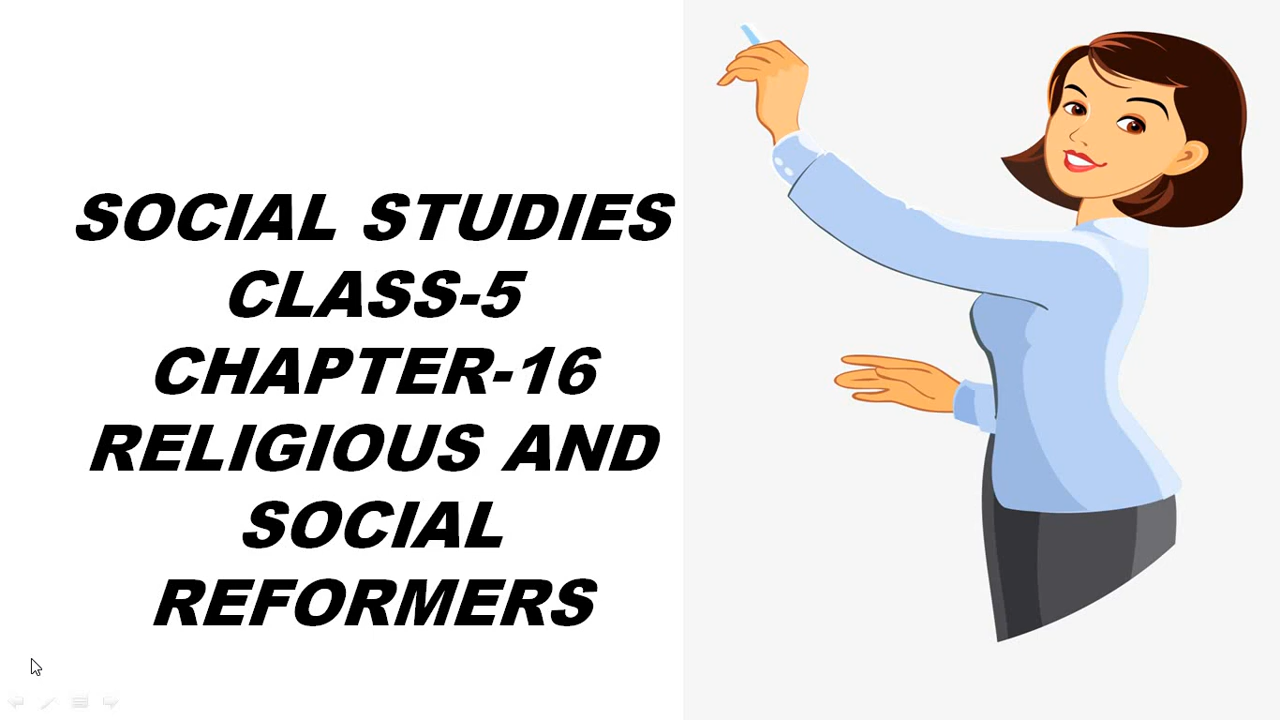 SOCIAL STUDIES
CLASS-5
CHAPTER-16
RELIGIOUS AND
SOCIAL
REFORMERS